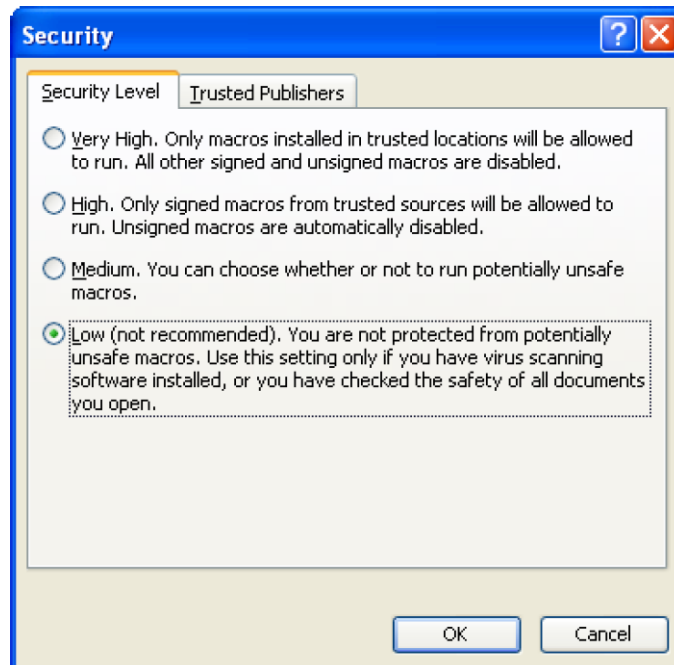 Security
Security Level
Trusted Publishers
Very High. Only macros installed in trusted locations will be allowed
to run. All other signed and unsigned macros are disabled.
High. Only signed macros from trusted sources will be allowed to
run. Unsigned macros are automatically disabled.
Medium. You can choose whether or not to run potentially unsafe
macros.
Low (not recommended). You are not protected from potentially
unsafe macros. Use this setting only if you have virus scanning
software installed, or you have checked the safety of all documents
you open.
OK
Cancel